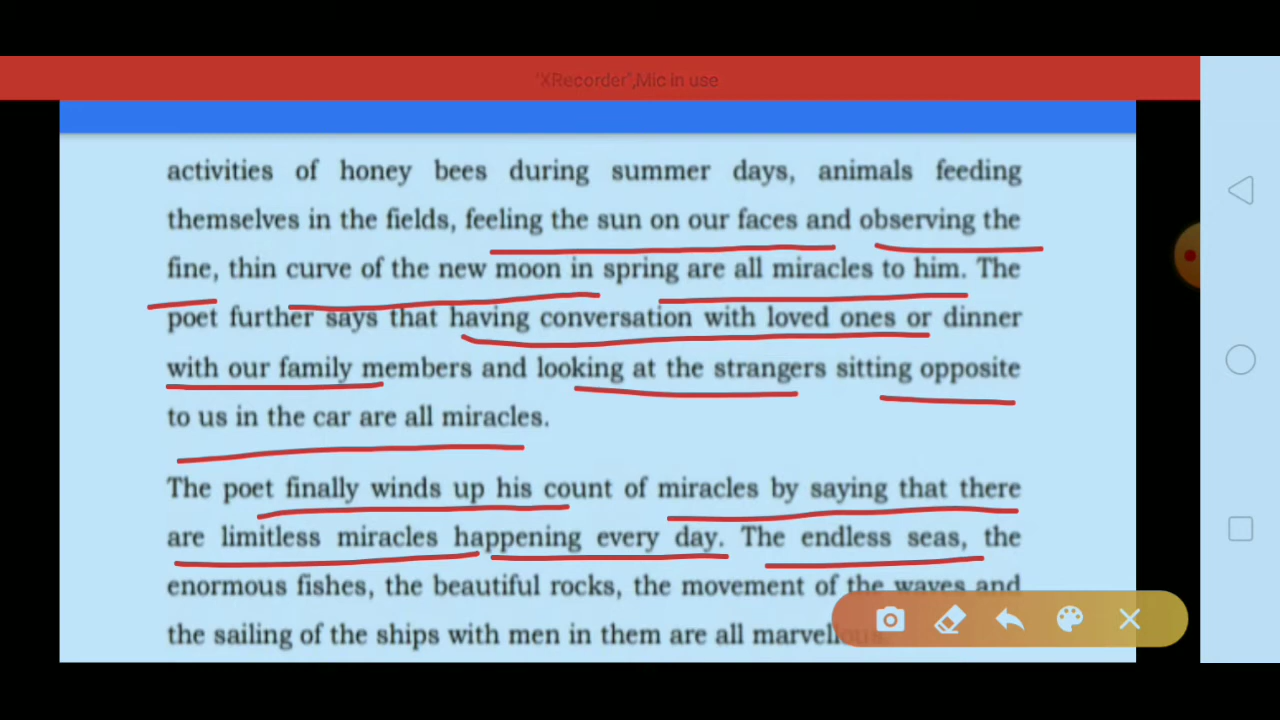 "XRecorder",Mic in use
activities of honey bees during summer days, animals feeding
themselves in the fields, feeling the sun on our faces and observing the
fine, thin curve of the new moon in spring are all miracles to him. The
poet further says that having conversation with loved ones or dinner
with our family members and looking at the strangers sitting opposite
to us in the car are all miracles.
The poet finally winds up his count of miracles by saying that there
are limitless miracles happening every day. The endless seas, the
enormous fishes, the beautiful rocks, the movement of the waves and
the sailing of the ships with men in them are all marvellous.